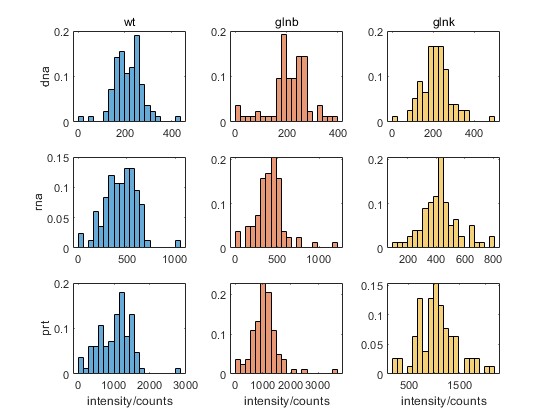 wt glnb glnk
dna
0.2 0.2 0.2
0.1 0.1 0.1
0 0 0
0 200 400 0 200 400 0 200 400
rna
0.15 0.2 0.2
0.1 0.1 0.1
0.05
0 0 0
0 500 1000 0 500 1000 200 400 600 800
prt
0.2 0.2 0.15
0.1 0.1 0.1
0.05
0 0 0
0 1000 2000 3000 0 1000 2000 3000 500 1500
intensity/counts intensity/counts intensity/counts